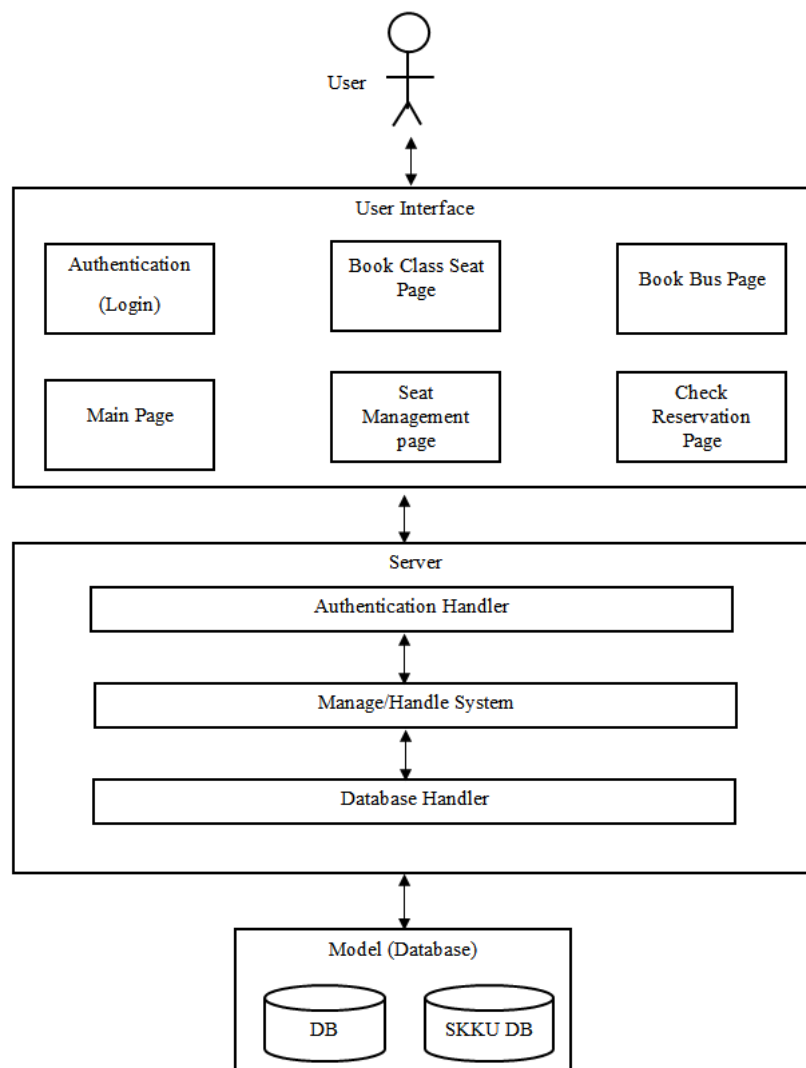 User
User Interface
Authentication
(Login)
Book Class Seat
Page
Book Bus Page
Main Page
Seat
Management
page
Check
Reservation
Page
Server
Authentication Handler
Manage/Handle System
Database Handler
Model (Database)
DB
SKKU DB